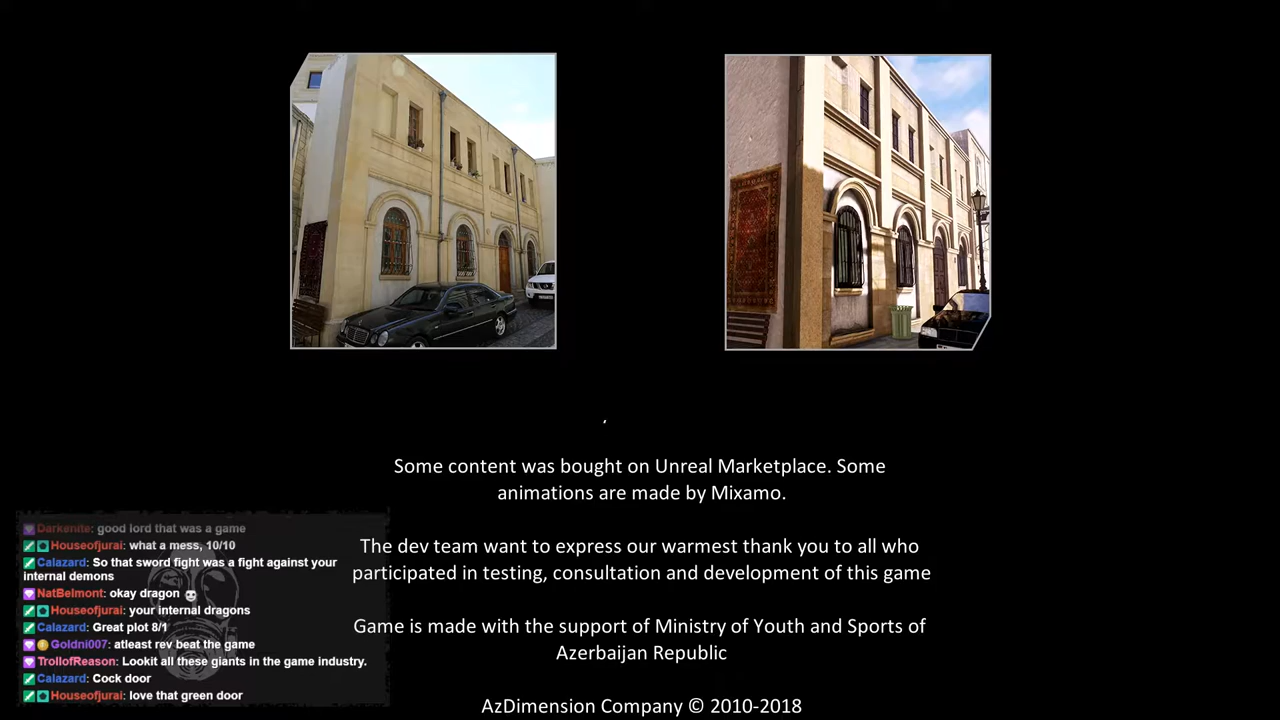 Some content was bought on Unreal Marketplace. Some
animations are made by Mixamo.
The dev team want to express our warmest thank you to all who
participated in testing, consultation and development of this game
Game is made with the support of Ministry of Youth and Sports of
Azerbaijan Republic
AzDimension Company © 2010-2018
Darkenite: good lord that was a game
Houseofjurai: what a mess, 10/10
Calazard: So that sword fight was a fight against your
internal demons
NatBelmont: okay dragon
Houseofjurai: your internal dragons
Calazard: Great plot 8/1
Goldni007: atleast rev beat the game
TrollofReason: Lookit all these giants in the game industry.
Calazard: Cock door
Houseofjurai: love that green door